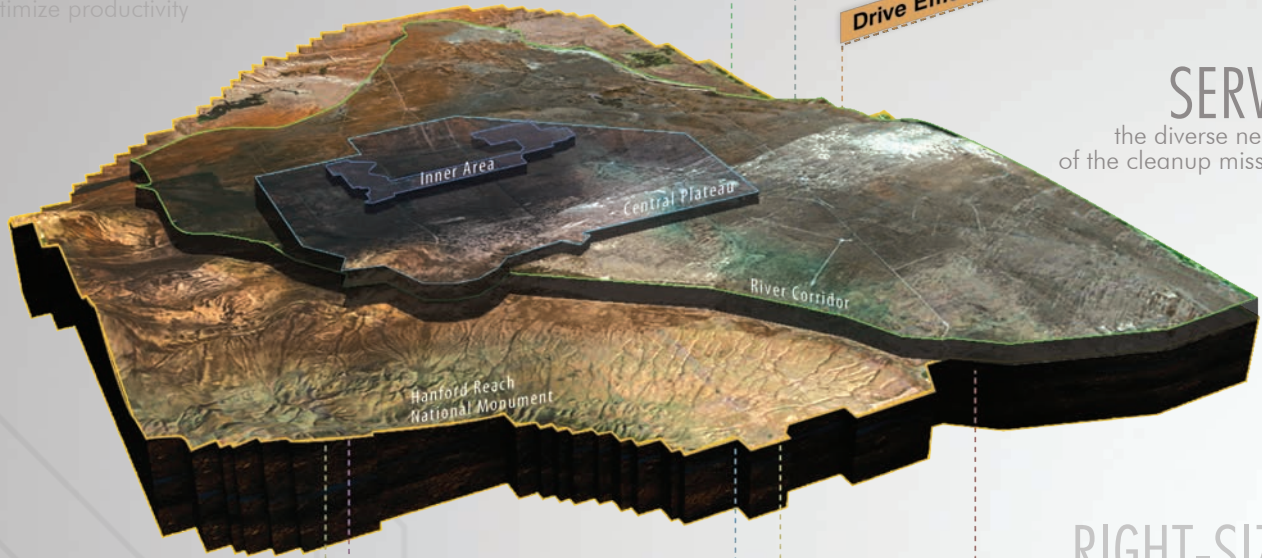 timize productivity
Drive Em
SERV
the diverse ne
of the cleanup miss
Inner Area
Central Plateau
River Corridor
Hanford Reach
National Monument
RIGHT-SIZ